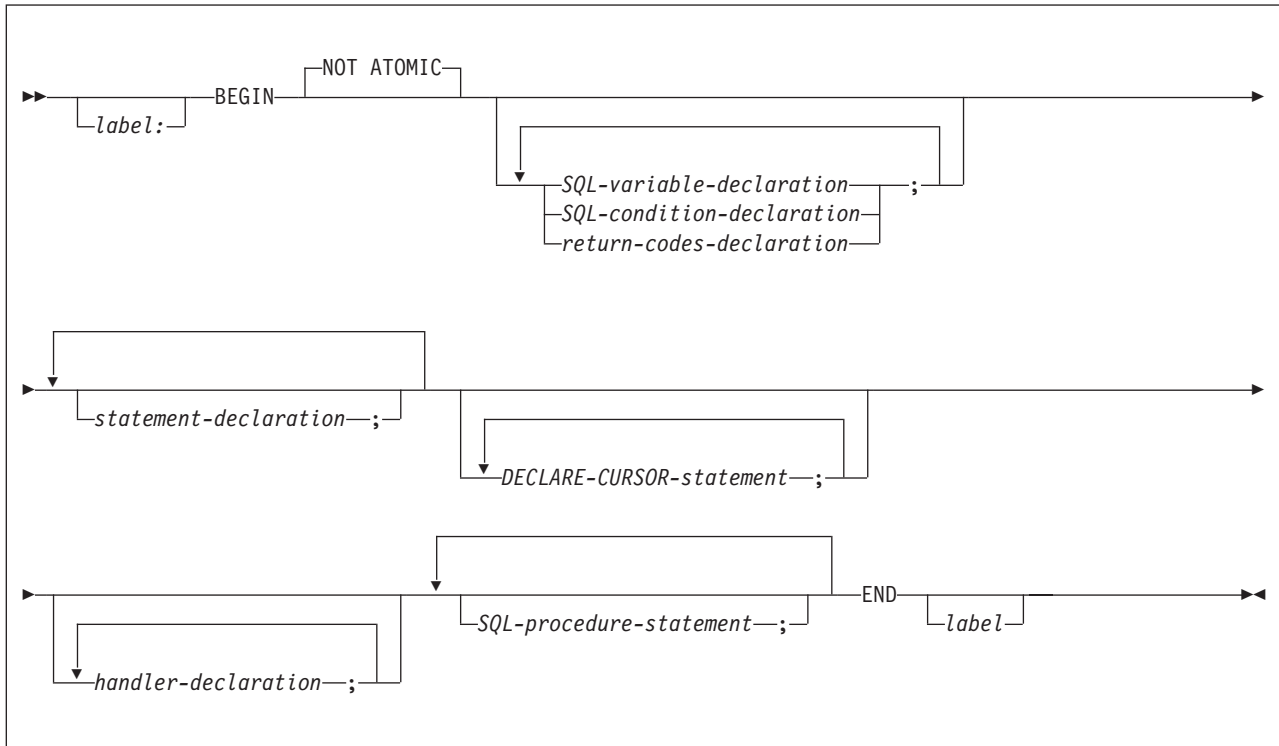 NOT ATOMIC
BEGIN
label:
SQL-variable-declaration ;
SQL-condition-declaration
return-codes-declaration
statement-declaration ;
DECLARE-CURSOR-statement ;
END
SQL-procedure-statement ;
label
handler-declaration ;